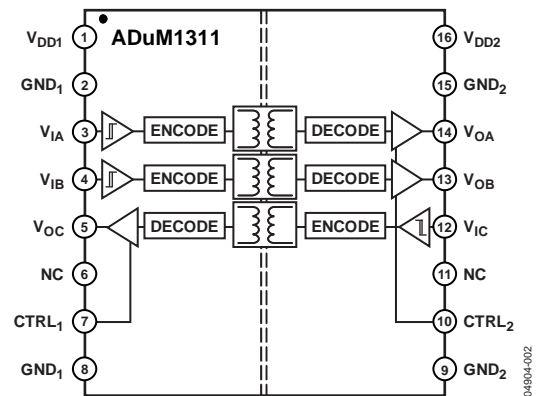 ADuM1311
VDD1 1 16 VDD2
GND1 2 15 GND2
VIA 3 ENCODE DECODE 14 VOA
VIB 4 ENCODE DECODE 13 VOB
VOC 5 DECODE ENCODE 12 VIC
NC 6 11 NC
CTRL1 7 10 CTRL2
GND1 8 9 GND2
04904-002